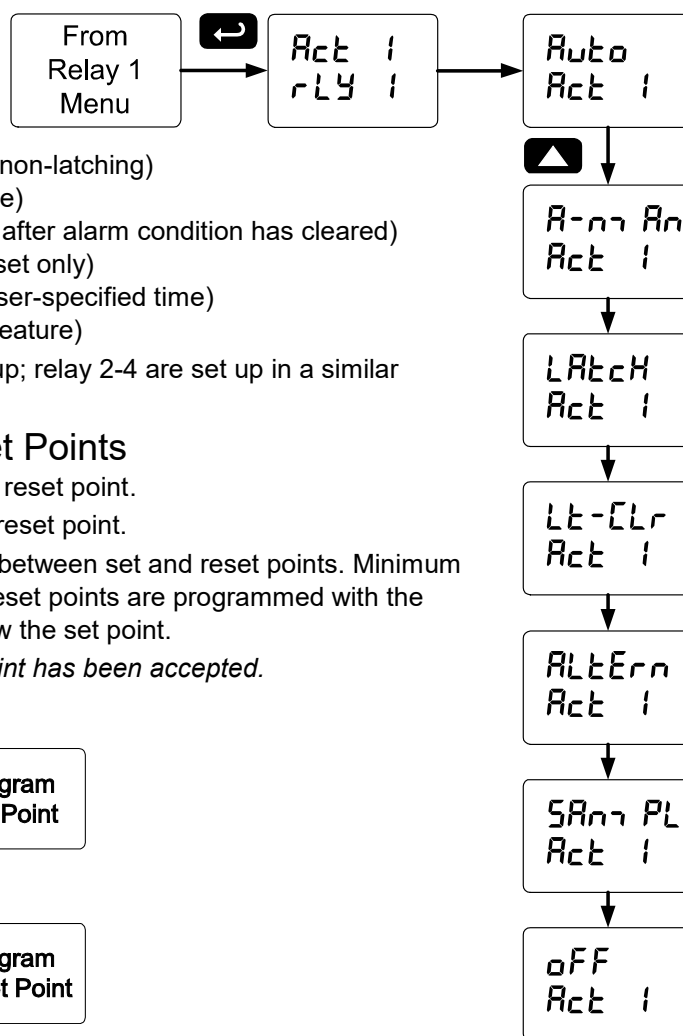 From
Relay 1
Menu
Act 1
rLY 1
Auto
Act 1
non-latching)
e)
after alarm condition has cleared)
set only)
ser-specified time)
eature)
up; relay 2-4 are set up in a similar
A-m An
Act 1
LAtcH
Act 1
et Points
reset point.
reset point.
between set and reset points. Minimum
eset points are programmed with the
w the set point.
int has been accepted.
Lt-CLr
Act 1
ALtErn
Act 1
gram
Point
SAm PL
Act 1
gram
t Point
oFF
Act 1